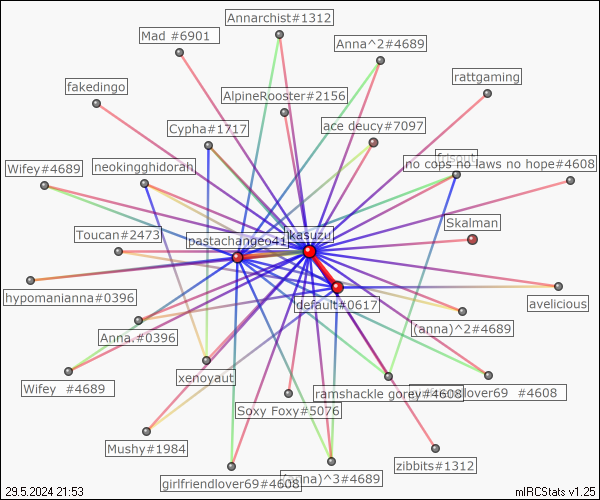 Annarchist#1312
Mad #6901
Anna^2#4689
rattgaming
fakedingo
AlpineRooster#2156
ace deucy#7097
Cypha#1717
no cops no laws no hope#4608
Wifey#4689
neokingghidorah
Skalman
Toucan#2473
pastachangeo41
ikasuzu
default#0617
hypomanianna#0396
avelicious
Anna.#0396
(anna)^2#4689
xenoyaut
Wifey #4689
ramshackle gorey#4608
lover69 #4608
Soxy Foxy#5076
Mushy#1984
zibbits#1312
girlfriendlover69#4608
(anna)^3#4689
29.5.2024 21:53
mIRCStats v1.25